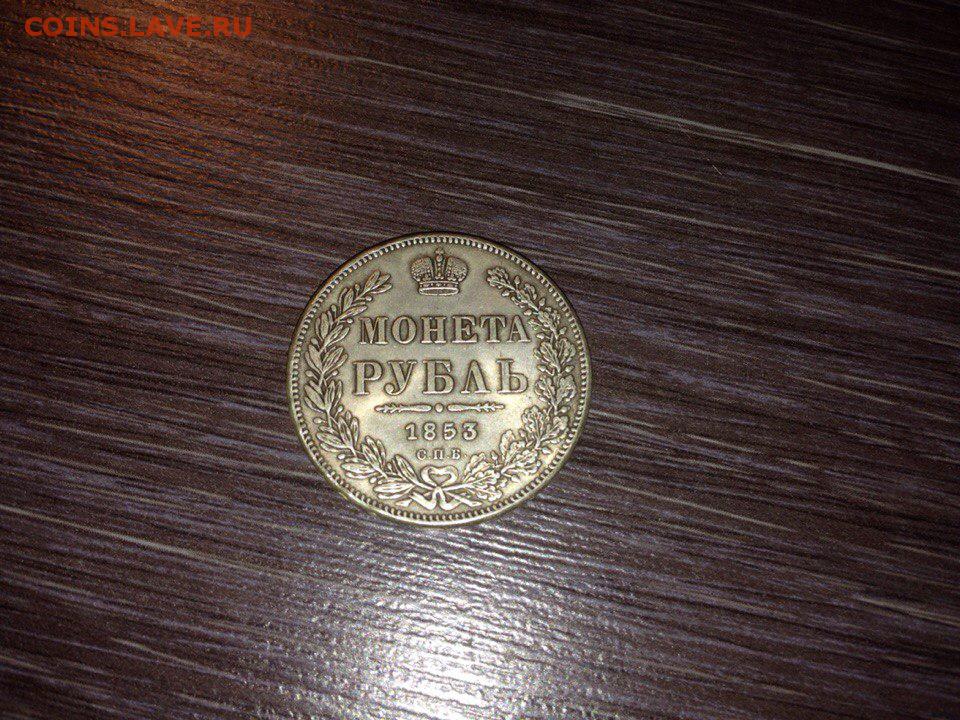 COINS.LAVE.RU
МОНЕТА
РУБЛЬ
1853
С.П.Б.